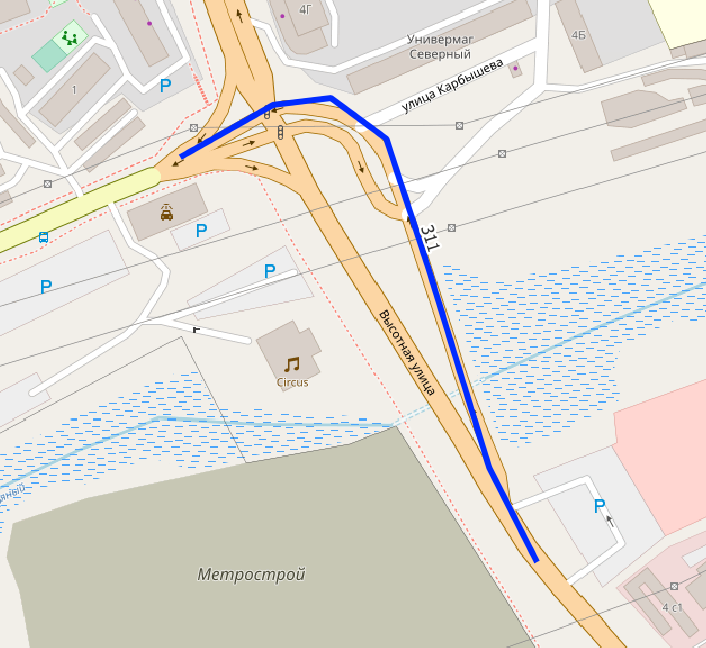 4Г
Универмаг
Северный
4Б
P
1
улица Карбышева
P
P
P
311
Высотная улица
Circus
P
Метрострой
4 с1